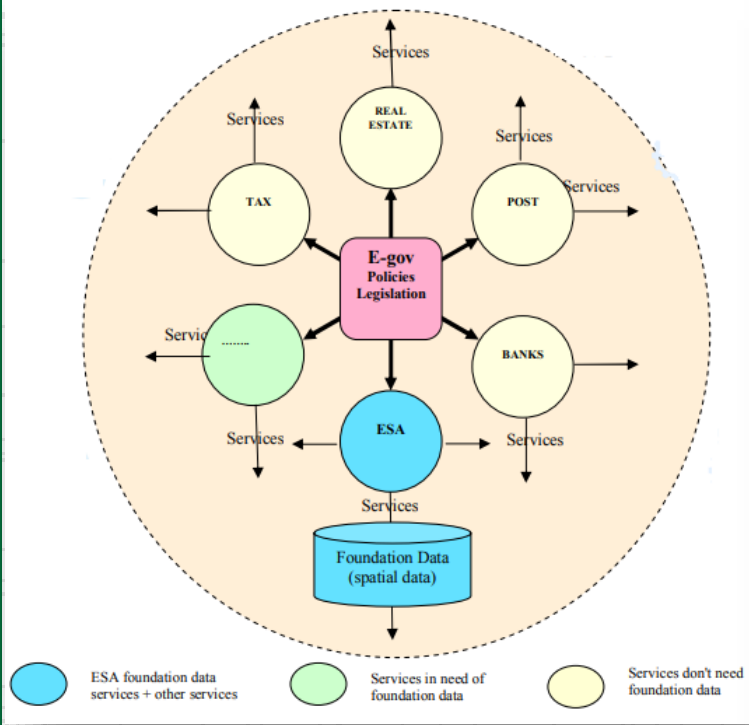 Services
REAL
ESTATE
Services
Services
TAX
POST
Services
E-gov
Policies
Legislation
Servic
........
BANKS
ESA
Services
Services
Services
Foundation Data
(spatial data)
ESA foundation data
services + other services
Services in need of
foundation data
Services don't need
foundation data